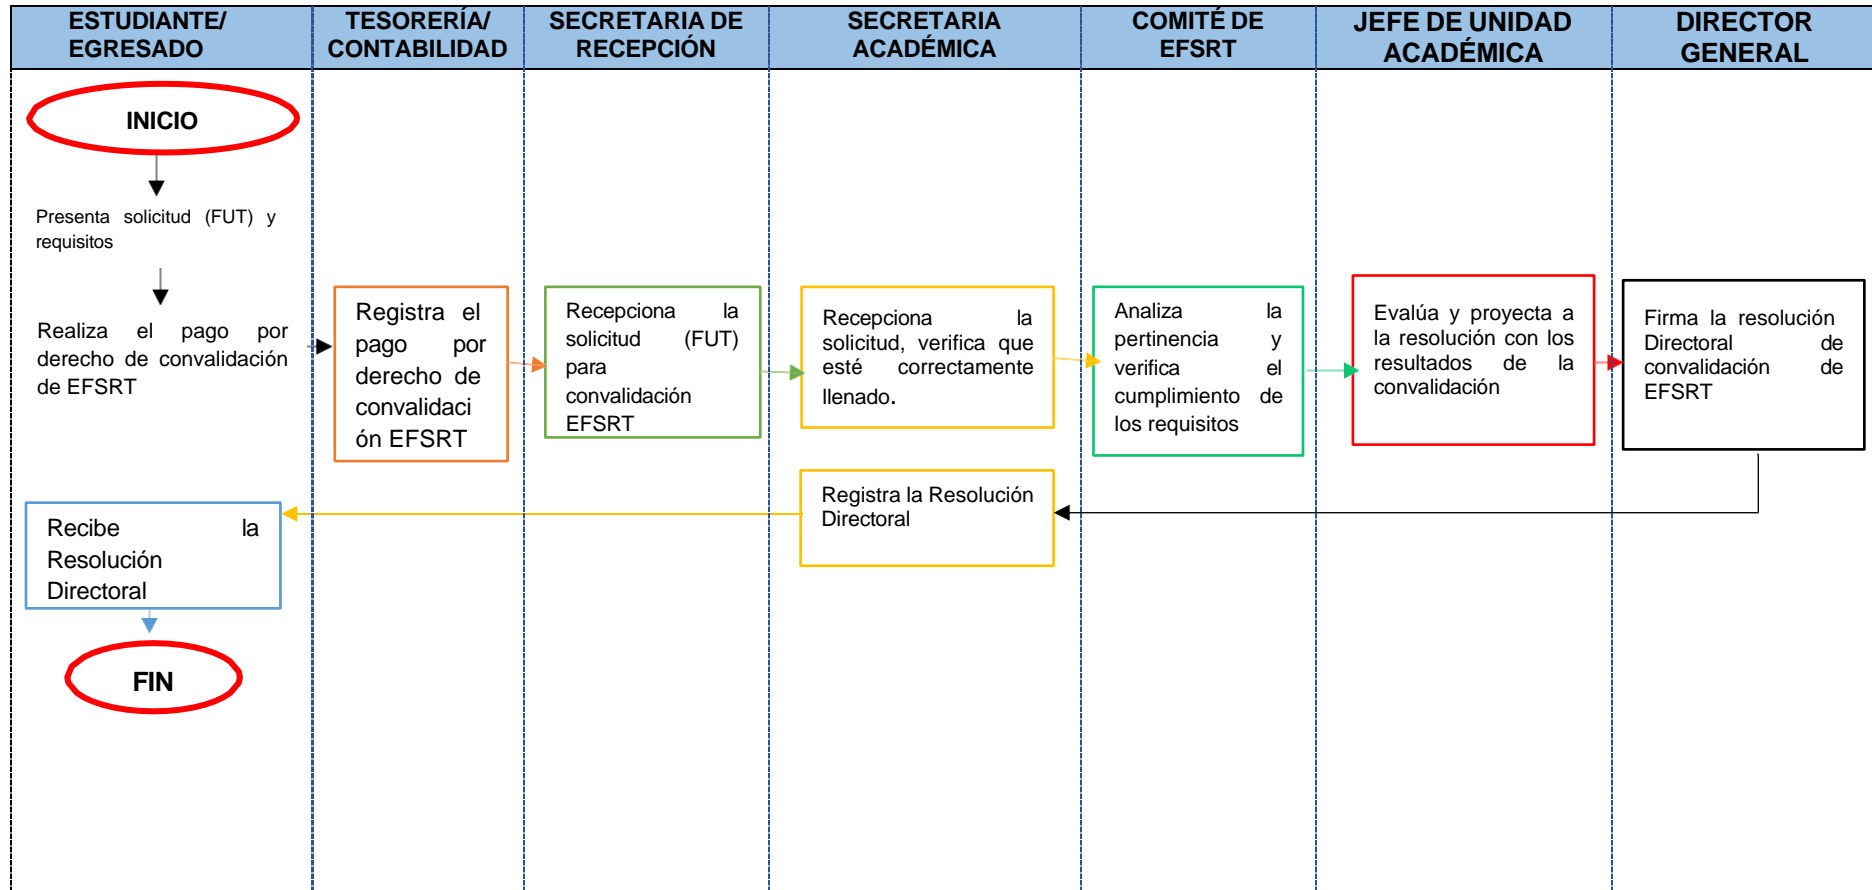 ESTUDIANTE/
EGRESADO
TESORERÍA/
CONTABILIDAD
SECRETARIA DE
RECEPCIÓN
SECRETARIA
ACADÉMICA
COMITÉ DE
EFSRT
JEFE DE UNIDAD
ACADÉMICA
DIRECTOR
GENERAL
INICIO
Presenta solicitud (FUT) y
requisitos
Realiza el pago por
derecho de convalidación
de EFSRT
Registra el
pago por
derecho de
convalidaci
ón EFSRT
Recepciona la
solicitud (FUT)
para
convalidación
EFSRT
Recepciona la
solicitud, verifica que
esté correctamente
llenado.
Analiza la
pertinencia y
verifica el
cumplimiento de
los requisitos
Evalúa y proyecta a
la resolución con los
resultados de la
convalidación
Firma la resolución
Directoral de
convalidación de
EFSRT
Registra la Resolución
Directoral
Recibe la
Resolución
Directoral
FIN